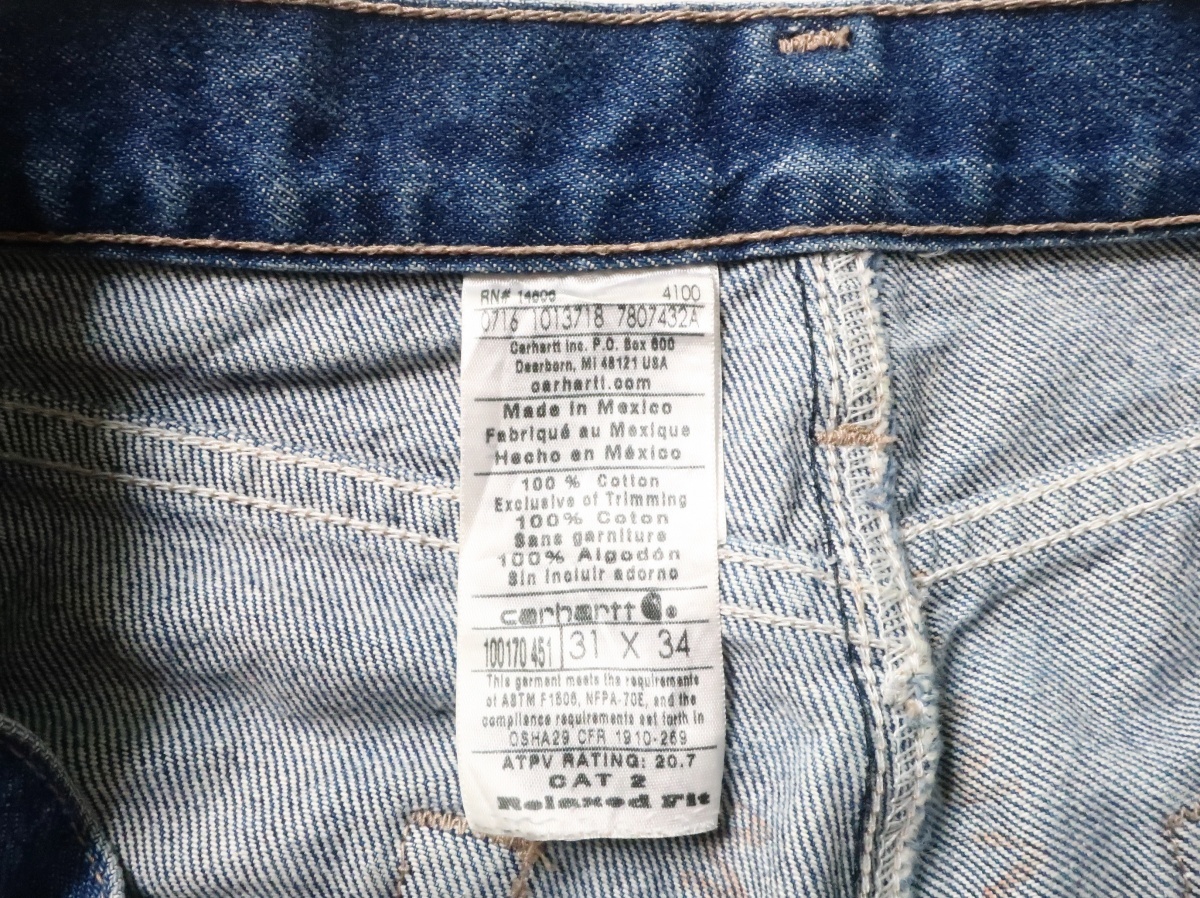 RN# 14806 4100
0716 1013718 7807432A
Carhartt Inc. P.O. Box 600
Dearborn, MI 48121 USA
carhartt.com
Made in Mexico
Fabriqué au Mexique
Hecho en México
100 % Cotton
Exclusive of Trimming
100% Coton
Sans garniture
100% Algodón
Sin incluir adorno
carhartt
100170 451 31 X 34
This garment meets the requirements
of ASTM F1506, NFPA-70E, and the
compliance requirements set forth in
OSHA29 CFR 1910-269
ATPV RATING: 20.7
CAT 2
Relaxed Fit